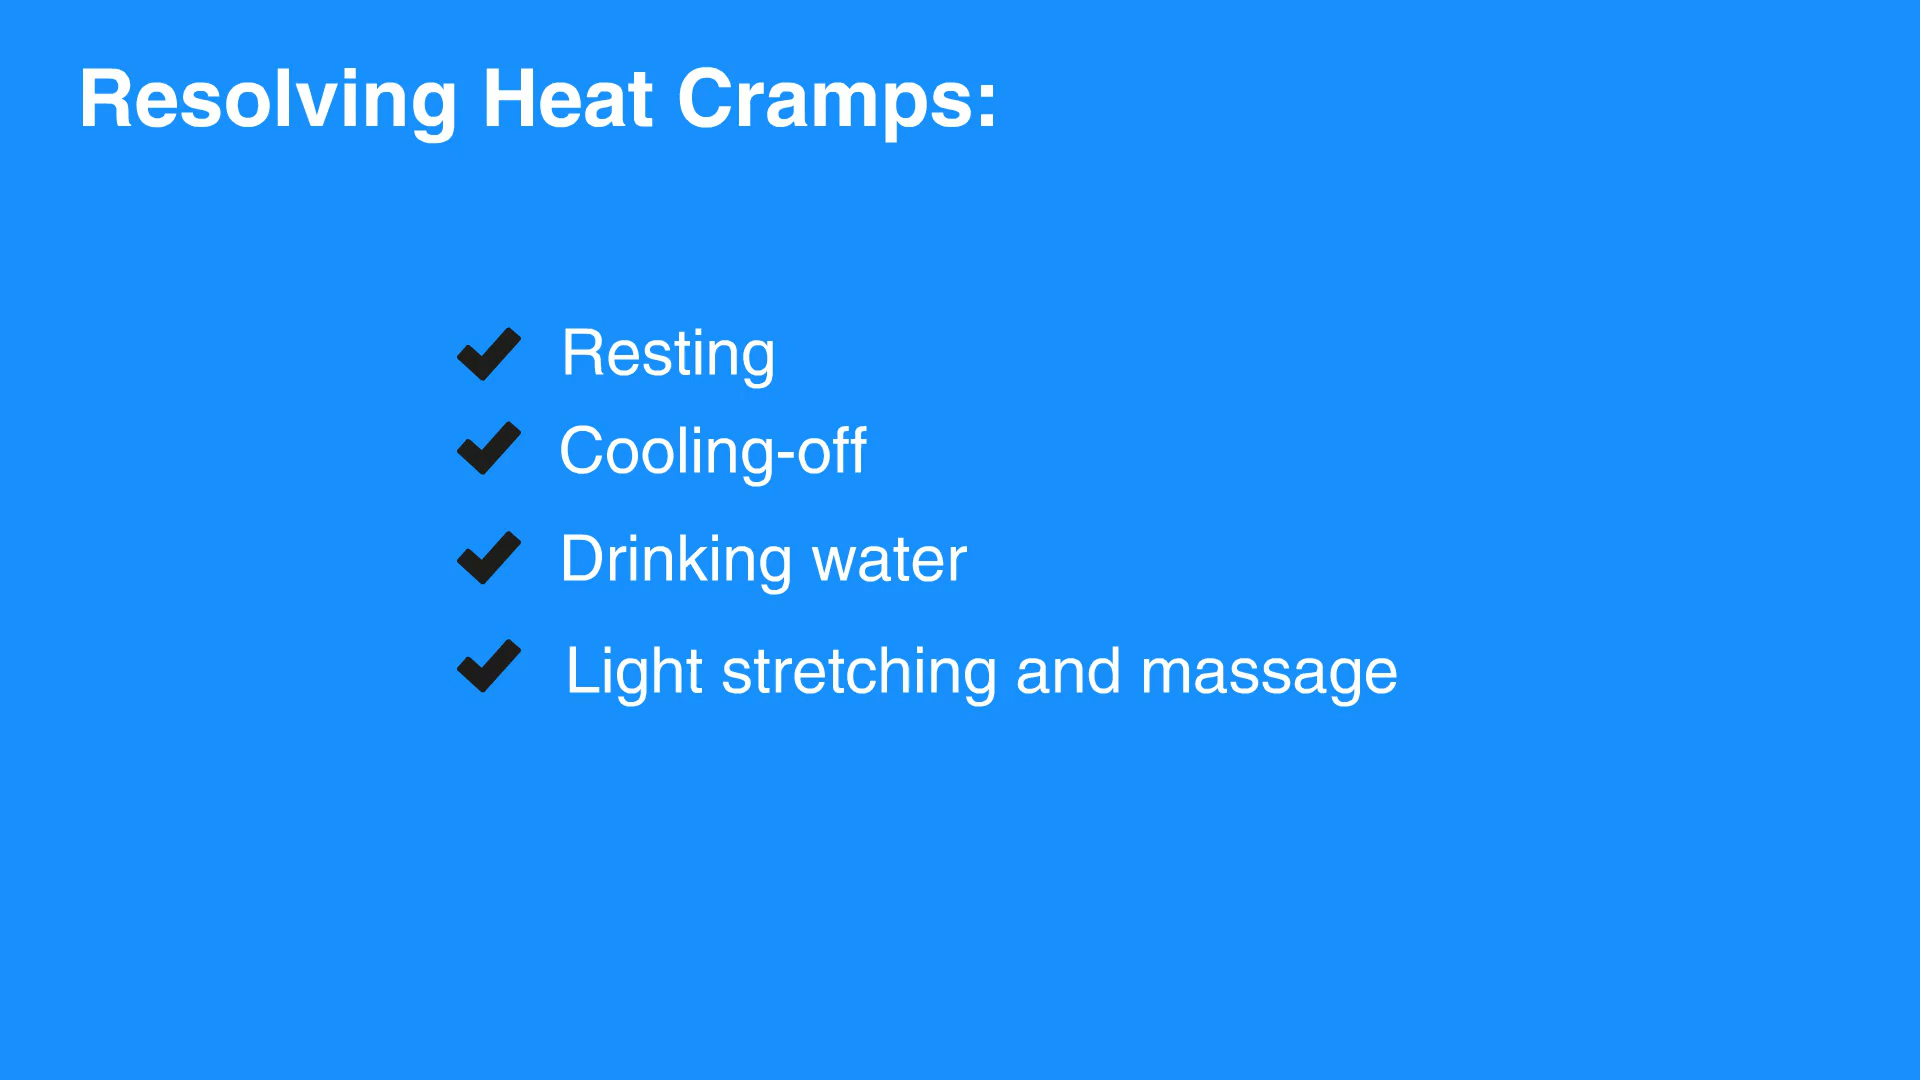 Resolving Heat Cramps:
Resting
Cooling-off
Drinking water
Light stretching and massage